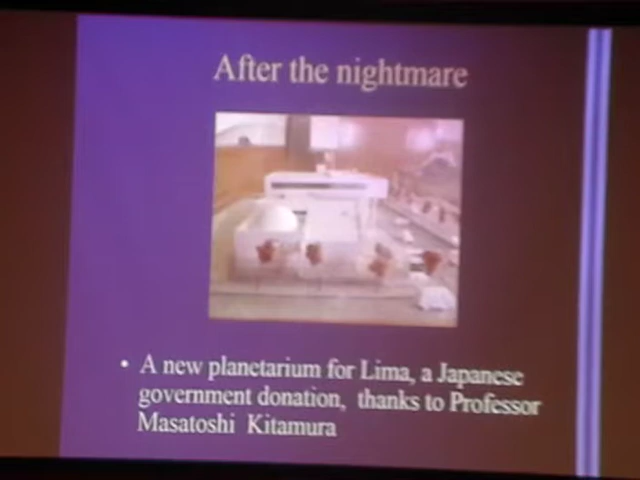 After the nightmare
• A new planetarium for Lima, a Japanese
government donation, thanks to Professor
Masatoshi Kitamura